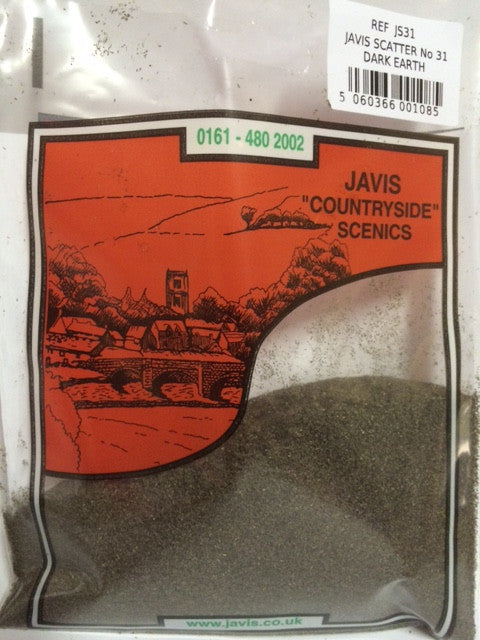 REF JS31
JAVIS SCATTER No 31
DARK EARTH
5 060366 001085
0161 - 480 2002
JAVIS
"COUNTRYSIDE"
SCENICS
www.javis.co.uk